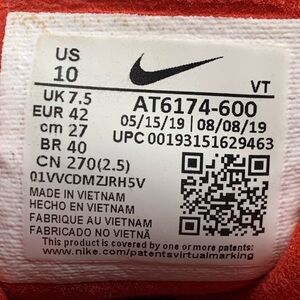 US
10
VT
UK 7.5
EUR 42
cm 27
BR 40
CN 270(2.5)
AT6174-600
05/15/19 | 08/08/19
UPC 00193151629463
01VVCDMZJRH5V
MADE IN VIETNAM
HECHO EN VIETNAM
FABRIQUE AU VIETNAM
FABRICADO NO VIETNÃ
This product is covered by one or more patents:
www.nike.com/patentsvirtualmarking